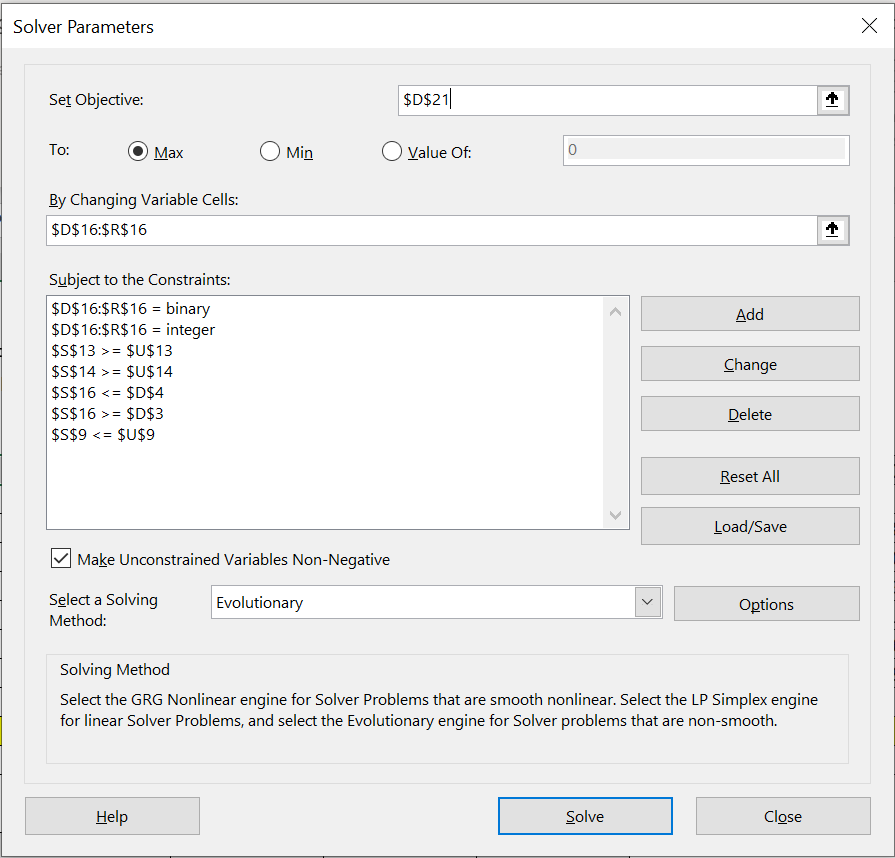 Solver Parameters
Set Objective: $D$21
To: Max Min Value Of: 0
By Changing Variable Cells:
$D$16:$R$16
Subject to the Constraints:
$D$16:$R$16 = binary
$D$16:$R$16 = integer
$S$13 >= $U$13
$S$14 >= $U$14
$S$16 <= $D$4
$S$16 >= $D$3
$S$9 <= $U$9
Add
Change
Delete
Reset All
Load/Save
Make Unconstrained Variables Non-Negative
Select a Solving
Method:
Evolutionary
Options
Solving Method
Select the GRG Nonlinear engine for Solver Problems that are smooth nonlinear. Select the LP Simplex engine
for linear Solver Problems, and select the Evolutionary engine for Solver problems that are non-smooth.
Help Solve Close